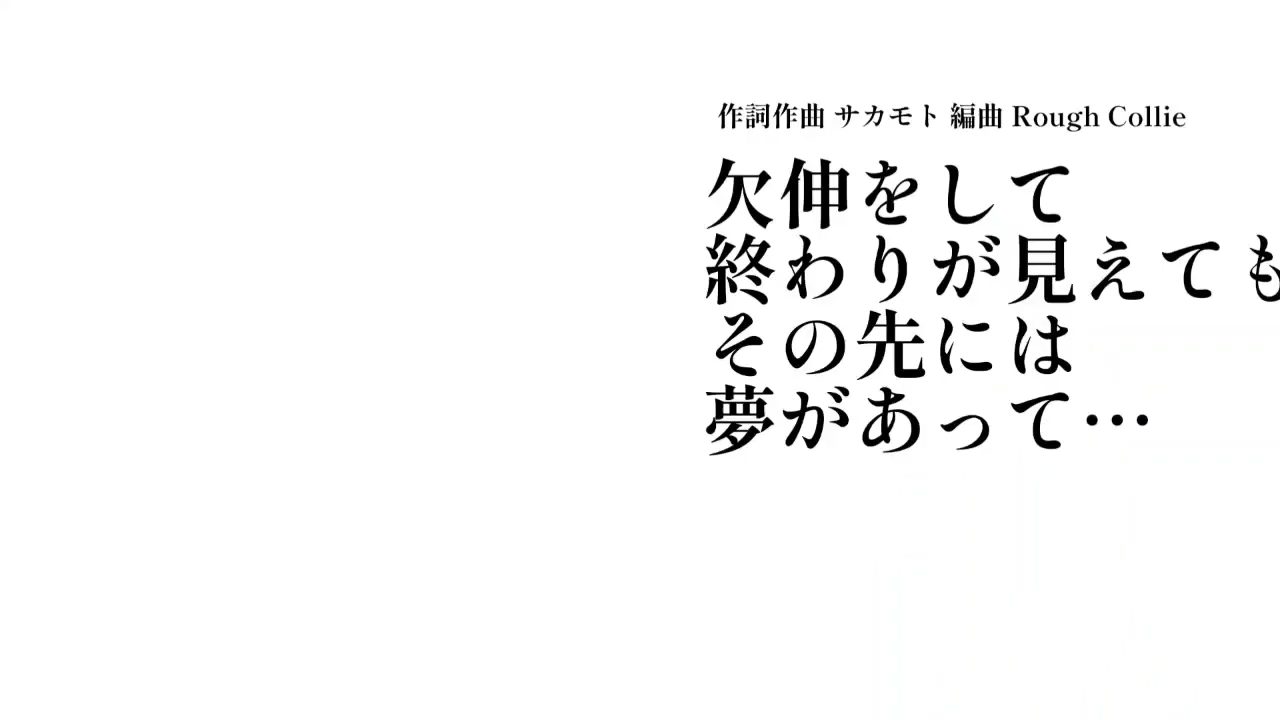 作詞作曲 サカモト 編曲 Rough Collie
欠伸をして
終わりが見えても
その先には
夢があって…